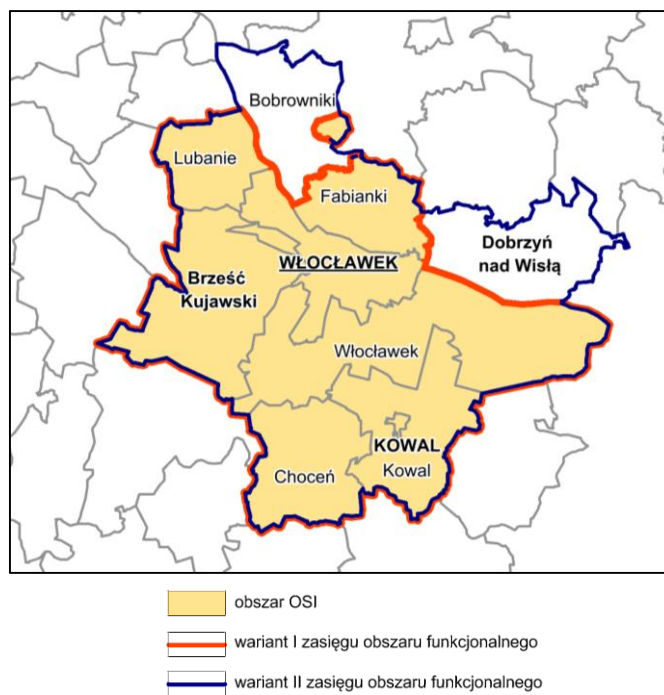 Bobrowniki
Lubanie
Fabianki
Dobrzyń
nad Wisłą
WŁOCŁAWEK
Brześć
Kujawski
Włocławek
KOWAL
Kowal
Choceń
obszar OSI
wariant I zasięgu obszaru funkcjonalnego
wariant II zasięgu obszaru funkcjonalnego